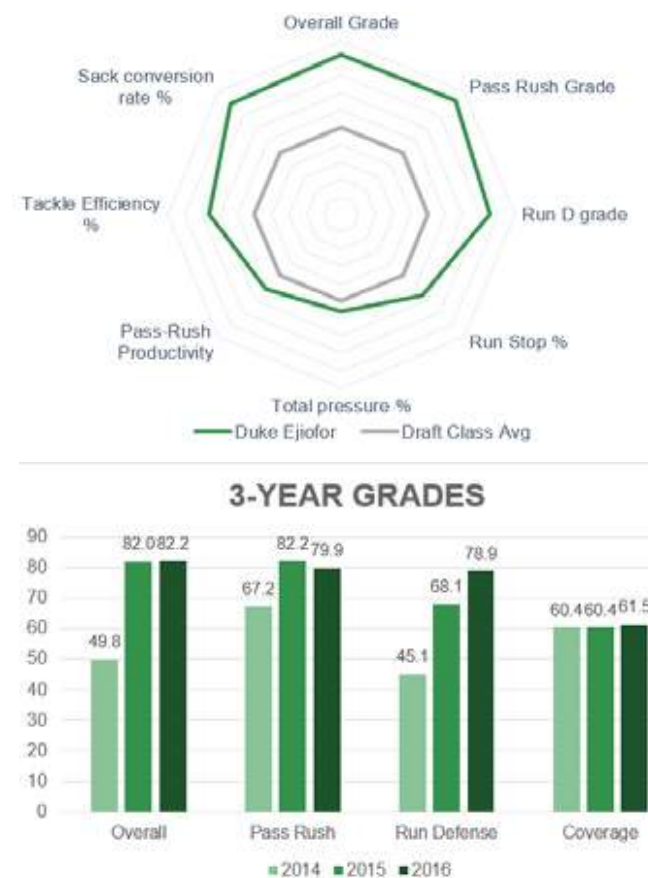 Overall Grade
Sack conversion
rate %
Pass Rush Grade
Tackle Efficiency
%
Run D grade
Pass-Rush
Productivity
Run Stop %
Total pressure %
Duke Ejiofor Draft Class Avg
3-YEAR GRADES
90
80
70
60
50
40
30
20
10
0
49.8 82.0 82.2
67.2 82.2 79.9
45.1 68.1 78.9
60.4 60.4 61.5
Overall Pass Rush Run Defense Coverage
2014 2015 2016